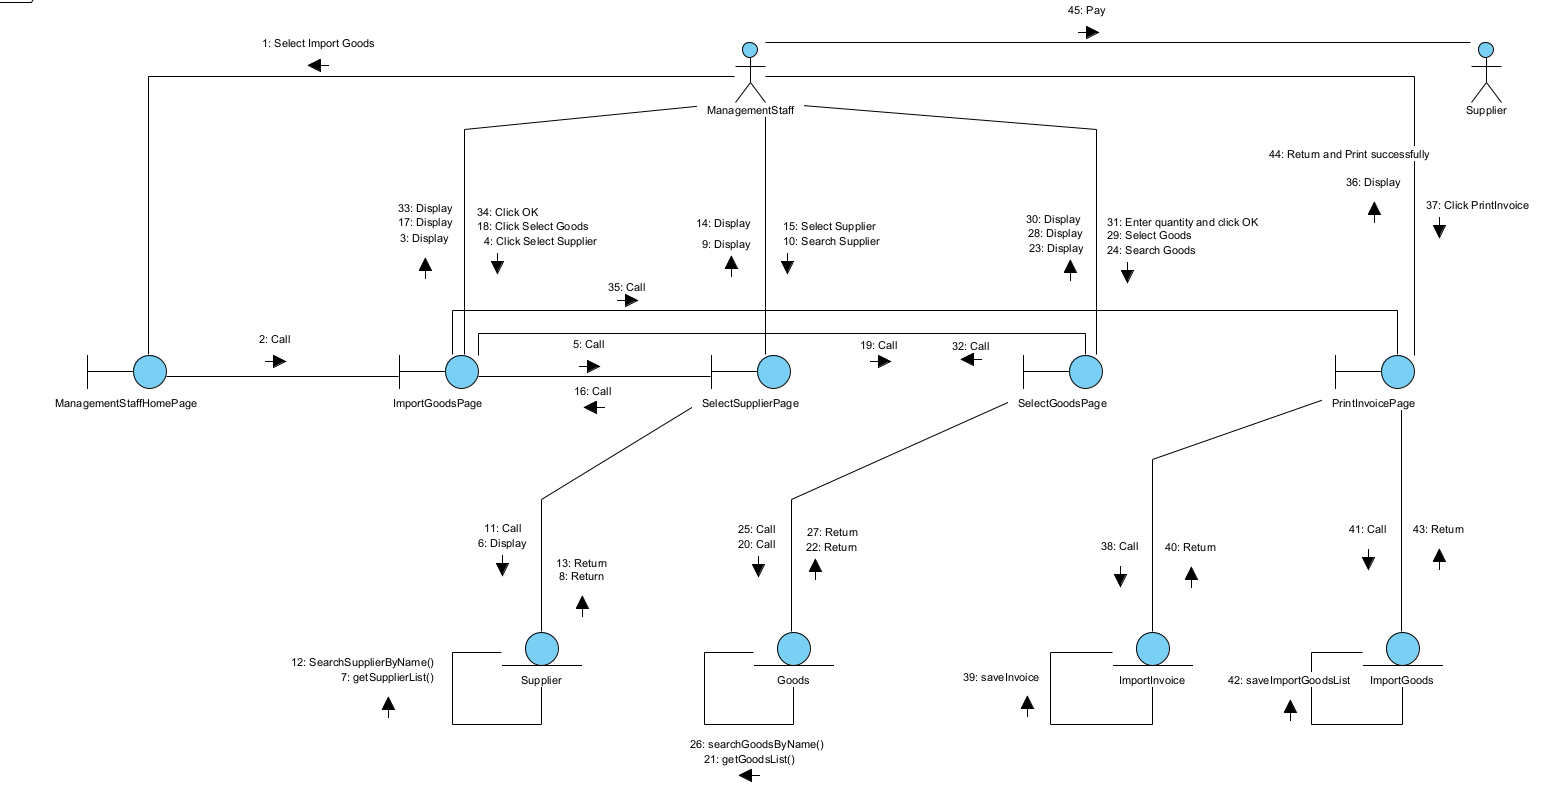 45: Pay
1: Select Import Goods
ManagementStaff
Supplier
44: Return and Print successfully
36: Display
37: Click PrintInvoice
33: Display
17: Display
3: Display
34: Click OK
18: Click Select Goods
4: Click Select Supplier
14: Display
9: Display
15: Select Supplier
10: Search Supplier
30: Display
28: Display
23: Display
31: Enter quantity and click OK
29: Select Goods
24: Search Goods
35: Call
2: Call
5: Call
19: Call
32: Call
16: Call
ManagementStaffHomePage
ImportGoodsPage
SelectSupplierPage
SelectGoodsPage
PrintInvoicePage
11: Call
6: Display
13: Return
8: Return
25: Call
20: Call
27: Return
22: Return
38: Call
40: Return
41: Call
43: Return
12: SearchSupplierByName()
7: getSupplierList()
Supplier
Goods
39: saveInvoice
ImportInvoice
42: saveImportGoodsList
ImportGoods
26: searchGoodsByName()
21: getGoodsList()